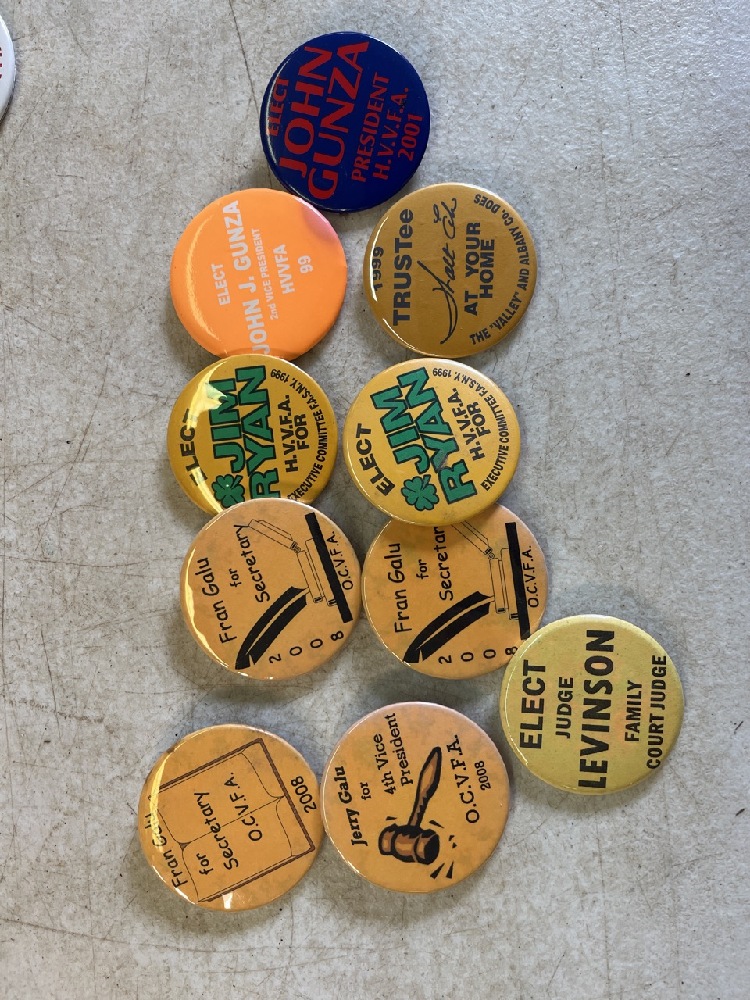 ELECT
JOHN
GUNZA
PRESIDENT
H.V.V.F.A.
2001
ELECT
JOHN J. GUNZA
2nd VICE PRESIDENT
HVVFA
99
1999
TRUSTee
AT YOUR
HOME
THE "VALLEY" AND ALBANY CO. DOES
ELECT
JIM
RYAN
H.V.V.F.A.
FOR
EXECUTIVE COMMITTEE F.A.S.N.Y. 1999
ELECT
JIM
RYAN
H.V.V.F.A.
FOR
EXECUTIVE COMMITTEE F.A.S.N.Y. 1999
Fran Galu
for
Secretary
O.C.V.F.A.
2008
Fran Galu
for
Secretary
O.C.V.F.A.
2008
ELECT
JUDGE
LEVINSON
FAMILY
COURT JUDGE
Fran Galu
for
Secretary
O.C.V.F.A.
2008
Jerry Galu
for
4th Vice
President
O.C.V.F.A.
2008